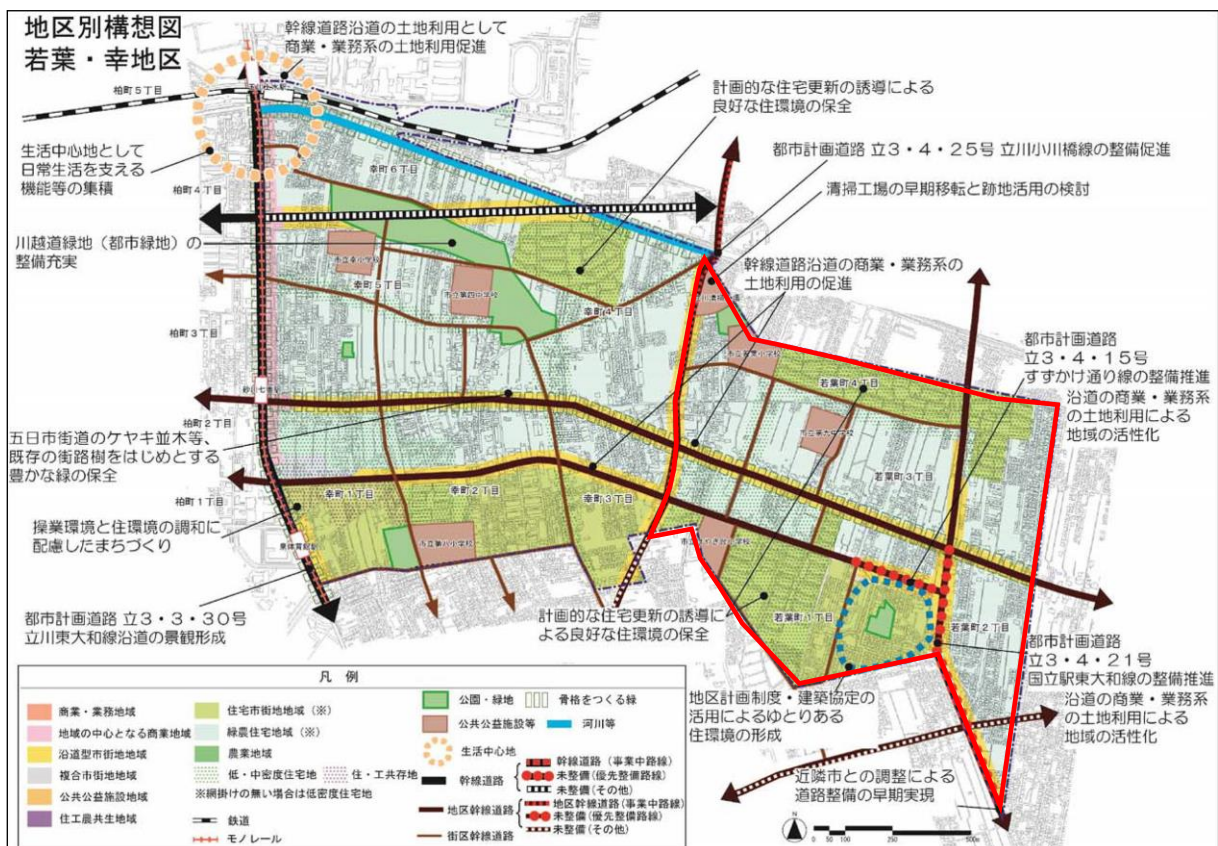 地区別構想図
若葉・幸地区
幹線道路沿道の土地利用として
商業・業務系の土地利用促進
柏町5丁目
計画的な住宅更新の誘導による
良好な住環境の保全
都市計画道路 立3・4・25号 立川小川橋線の整備促進
清掃工場の早期移転と跡地活用の検討
生活中心地として
日常生活を支える
機能等の集積
柏町4丁目
幸町6丁目
川越道緑地（都市緑地）の
整備充実
幹線道路沿道の商業・業務系の
土地利用の促進
市立幸小学校
市立第四中学校
幸町5丁目
幸町4丁目
柏町3丁目
若葉町4丁目
都市計画道路
立3・4・15号
すずかけ通り線の整備推進
沿道の商業・業務系
の土地利用による
地域の活性化
砂川七番駅
柏町2丁目
五日市街道のケヤキ並木等、
既存の街路樹をはじめとする
豊かな緑の保全
若葉町3丁目
柏町1丁目
幸町1丁目
幸町2丁目
幸町3丁目
操業環境と住環境の調和に
配慮したまちづくり
泉体育館駅
市立第八小学校
都市計画道路 立3・3・30号
立川東大和線沿道の景観形成
計画的な住宅更新の誘導に
よる良好な住環境の保全
若葉町1丁目
若葉町2丁目
都市計画道路
立3・4・21号
国立駅東大和線の整備推進
沿道の商業・業務系
の土地利用による
地域の活性化
地区計画制度・建築協定の
活用によるゆとりある
住環境の形成
近隣市との調整による
道路整備の早期実現
凡 例
商業・業務地域
地域の中心となる商業地域
沿道型市街地地域
複合市街地地域
公共公益施設地域
住工農共生地域
住宅市街地地域（※）
緑農住宅地域（※）
農業地域
低・中密度住宅地
住・工共存地
※網掛けの無い場合は低密度住宅地
鉄道
モノレール
公園・緑地
骨格をつくる緑
公共公益施設等
河川等
生活中心地
幹線道路
幹線道路（事業中路線）
未整備（優先整備路線）
未整備（その他）
地区幹線道路
地区幹線道路（事業中路線）
未整備（優先整備路線）
未整備（その他）
街区幹線道路
N
0 50 100 250 500m